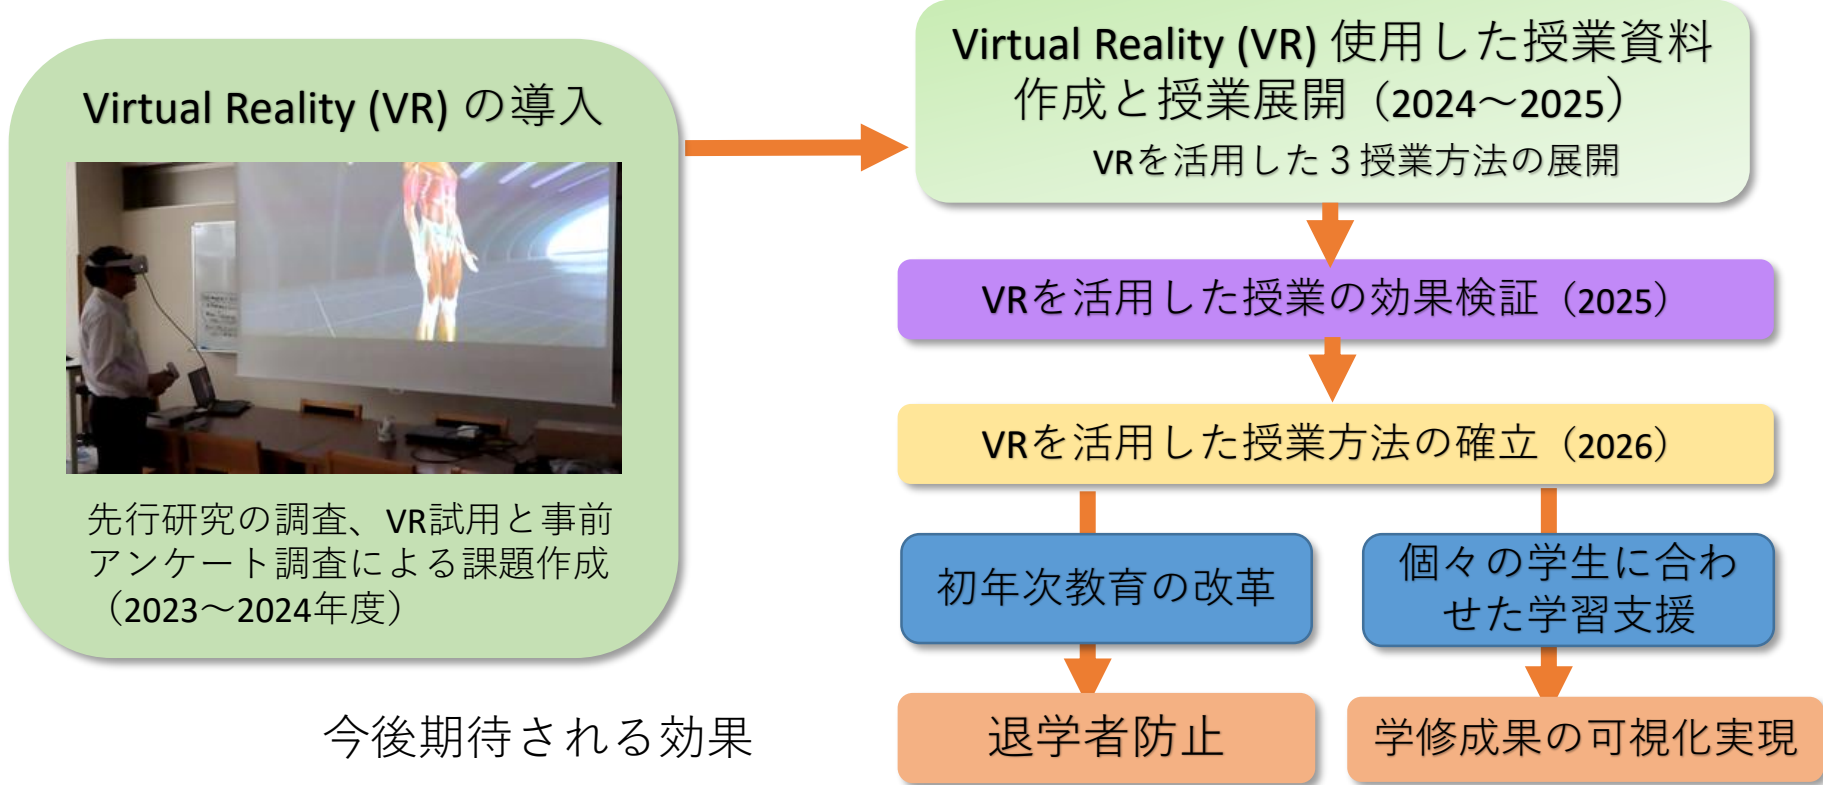 Virtual Reality (VR) の導入
先行研究の調査、VR試用と事前
アンケート調査による課題作成
（2023～2024年度）
Virtual Reality (VR) 使用した授業資料
作成と授業展開（2024～2025）
VRを活用した３授業方法の展開
VRを活用した授業の効果検証（2025）
VRを活用した授業方法の確立（2026）
初年次教育の改革
個々の学生に合わ
せた学習支援
今後期待される効果
退学者防止
学修成果の可視化実現